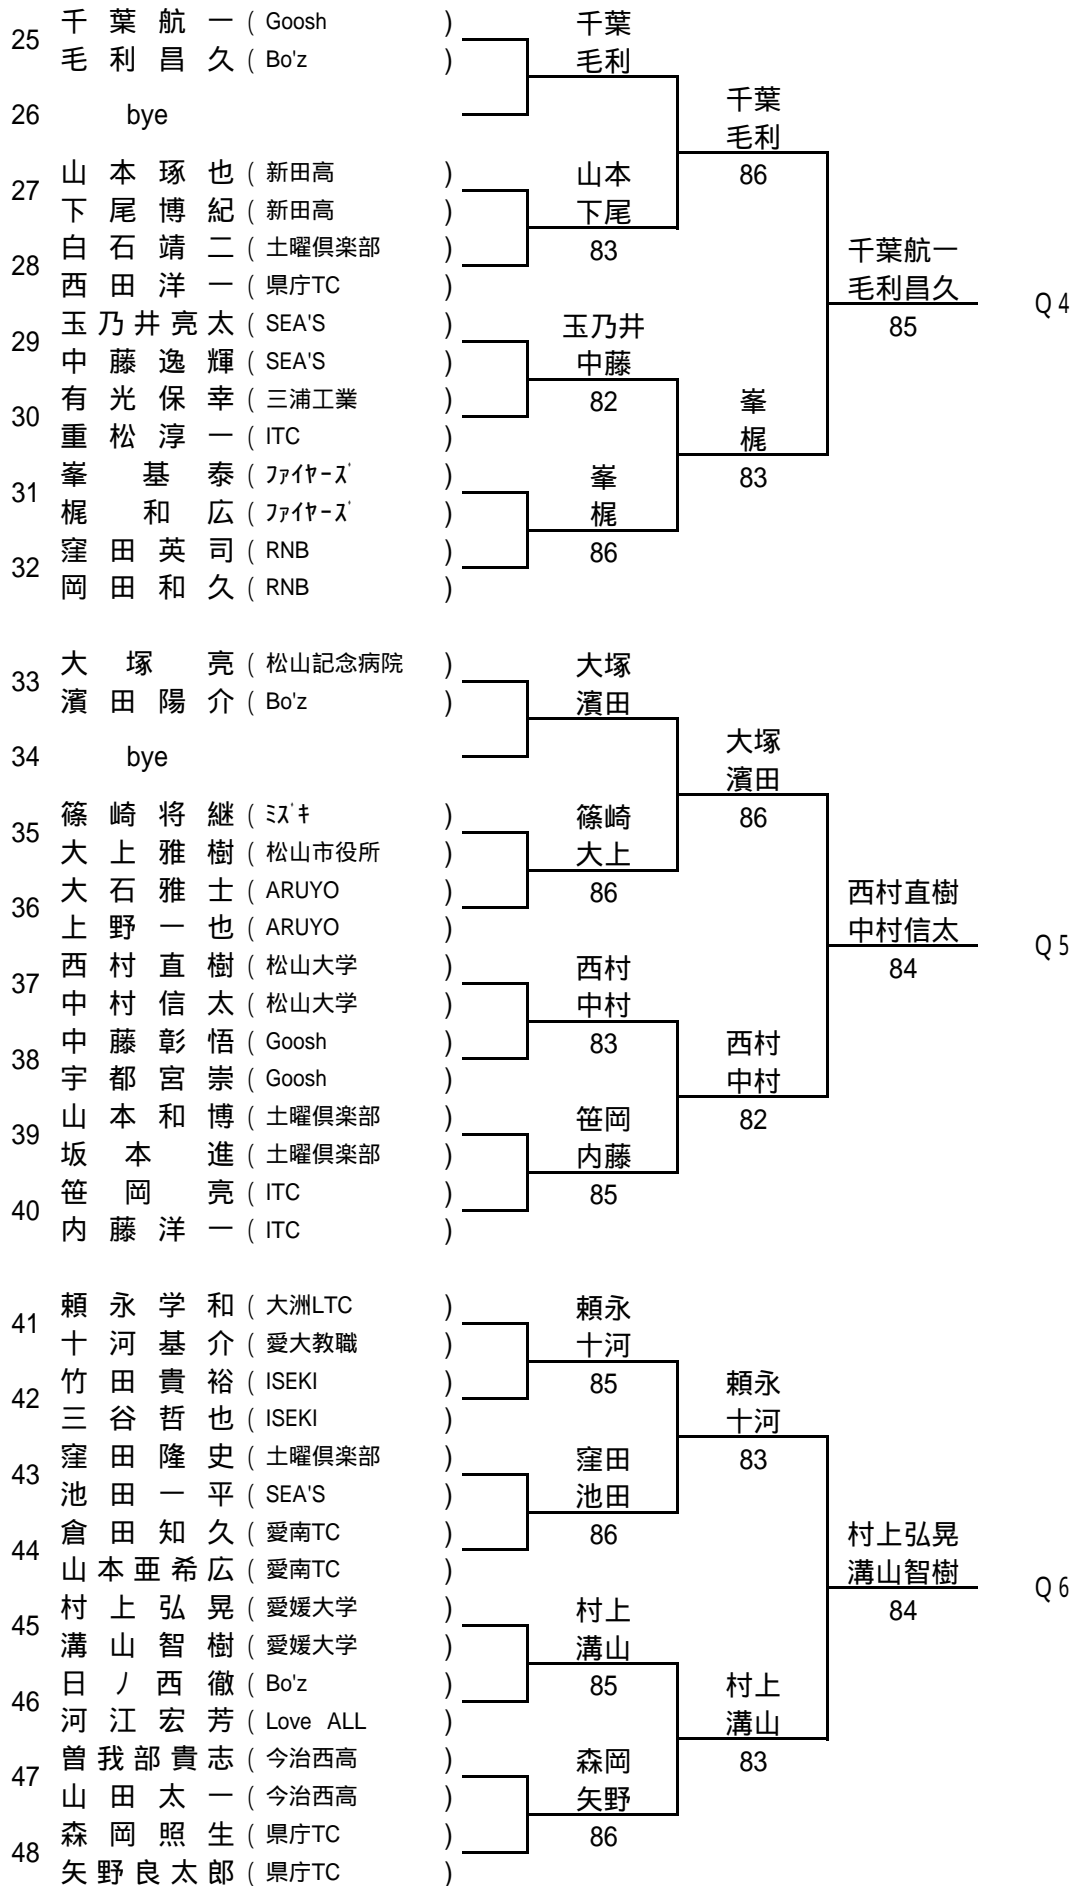 25 千葉航一 ( Goosh ) 千葉
毛利昌久 ( Bo'z ) 毛利
26 bye 千葉
毛利
27 山本琢也 ( 新田高 ) 山本 86
下尾博紀 ( 新田高 ) 下尾
28 白石靖二 ( 土曜倶楽部 ) 83 千葉航一
西田洋一 ( 県庁TC ) 毛利昌久 Q4
29 玉乃井亮太 ( SEA'S ) 玉乃井 85
中藤逸輝 ( SEA'S ) 中藤
30 有光保幸 ( 三浦工業 ) 82 峯
重松淳一 ( ITC ) 梶
31 峯基泰 ( ﾌｧｲﾔｰｽﾞ ) 峯 83
梶和広 ( ﾌｧｲﾔｰｽﾞ ) 梶
32 窪田英司 ( RNB ) 86
岡田和久 ( RNB )
33 大塚亮 ( 松山記念病院 ) 大塚
濱田陽介 ( Bo'z ) 濱田
34 bye 大塚
濱田
35 篠崎将継 ( ﾐｽﾞｷ ) 篠崎 86
大上雅樹 ( 松山市役所 ) 大上
36 大石雅士 ( ARUYO ) 86 西村直樹
上野一也 ( ARUYO ) 中村信太 Q5
37 西村直樹 ( 松山大学 ) 西村 84
中村信太 ( 松山大学 ) 中村
38 中藤彰悟 ( Goosh ) 83 西村
宇都宮崇 ( Goosh ) 中村
39 山本和博 ( 土曜倶楽部 ) 笹岡 82
坂本進 ( 土曜倶楽部 ) 内藤
40 笹岡亮 ( ITC ) 85
内藤洋一 ( ITC )
41 頼永学和 ( 大洲LTC ) 頼永
十河基介 ( 愛大教職 ) 十河
42 竹田貴裕 ( ISEKI ) 85 頼永
三谷哲也 ( ISEKI ) 十河
43 窪田隆史 ( 土曜倶楽部 ) 窪田 83
池田一平 ( SEA'S ) 池田
44 倉田知久 ( 愛南TC ) 86 村上弘晃
山本亜希広 ( 愛南TC ) 溝山智樹 Q6
45 村上弘晃 ( 愛媛大学 ) 村上 84
溝山智樹 ( 愛媛大学 ) 溝山
46 日ノ西徹 ( Bo'z ) 85 村上
河江宏芳 ( Love ALL ) 溝山
47 曽我部貴志 ( 今治西高 ) 森岡 83
山田太一 ( 今治西高 ) 矢野
48 森岡照生 ( 県庁TC ) 86
矢野良太郎 ( 県庁TC )